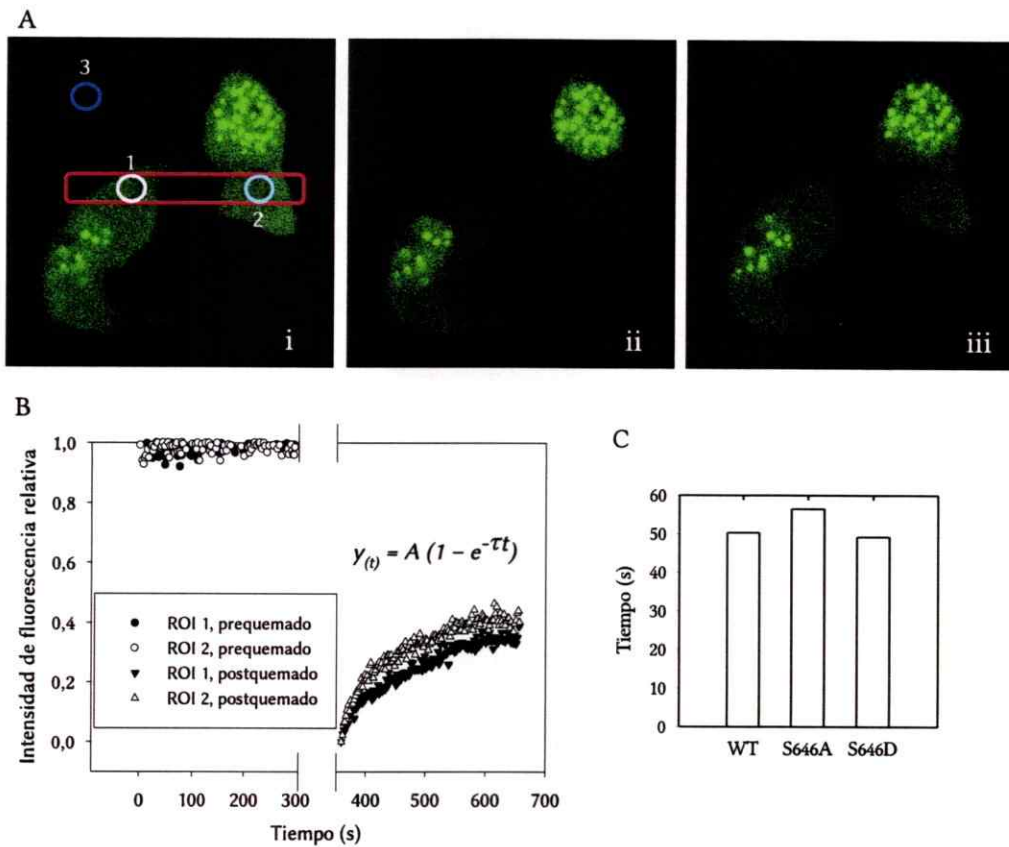 A
3
1
2
i
ii
iii
B
Intensidad de fluorescencia relativa
1,0
0,8
0,6
0,4
0,2
0,0
y(t) = A (1 – e-τt)
ROI 1, prequemado
ROI 2, prequemado
ROI 1, postquemado
ROI 2, postquemado
0 100 200 300 400 500 600 700
Tiempo (s)
C
Tiempo (s)
60
50
40
30
20
10
0
WT S646A S646D